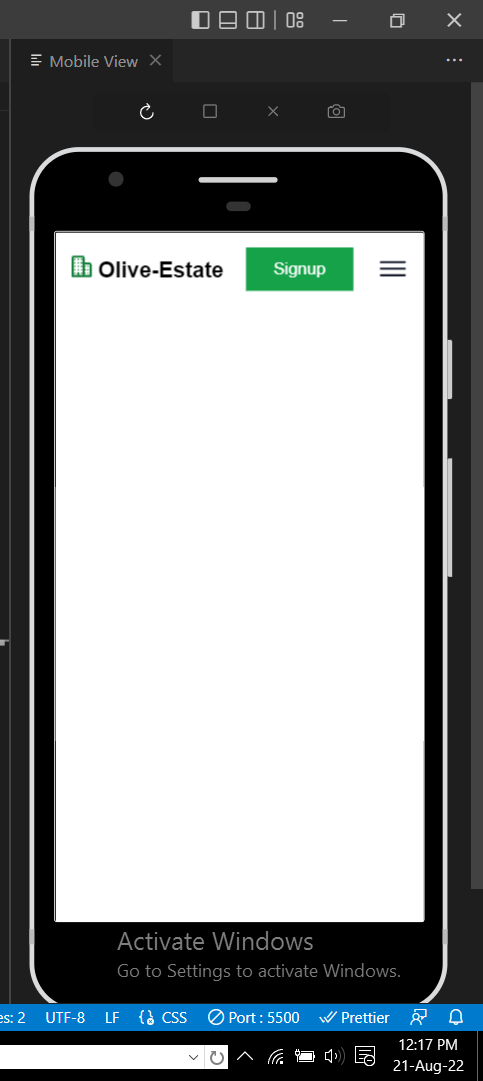 Mobile View
Olive-Estate
Signup
Activate Windows
Go to Settings to activate Windows.
es: 2 UTF-8 LF CSS Port : 5500 Prettier
12:17 PM
21-Aug-22